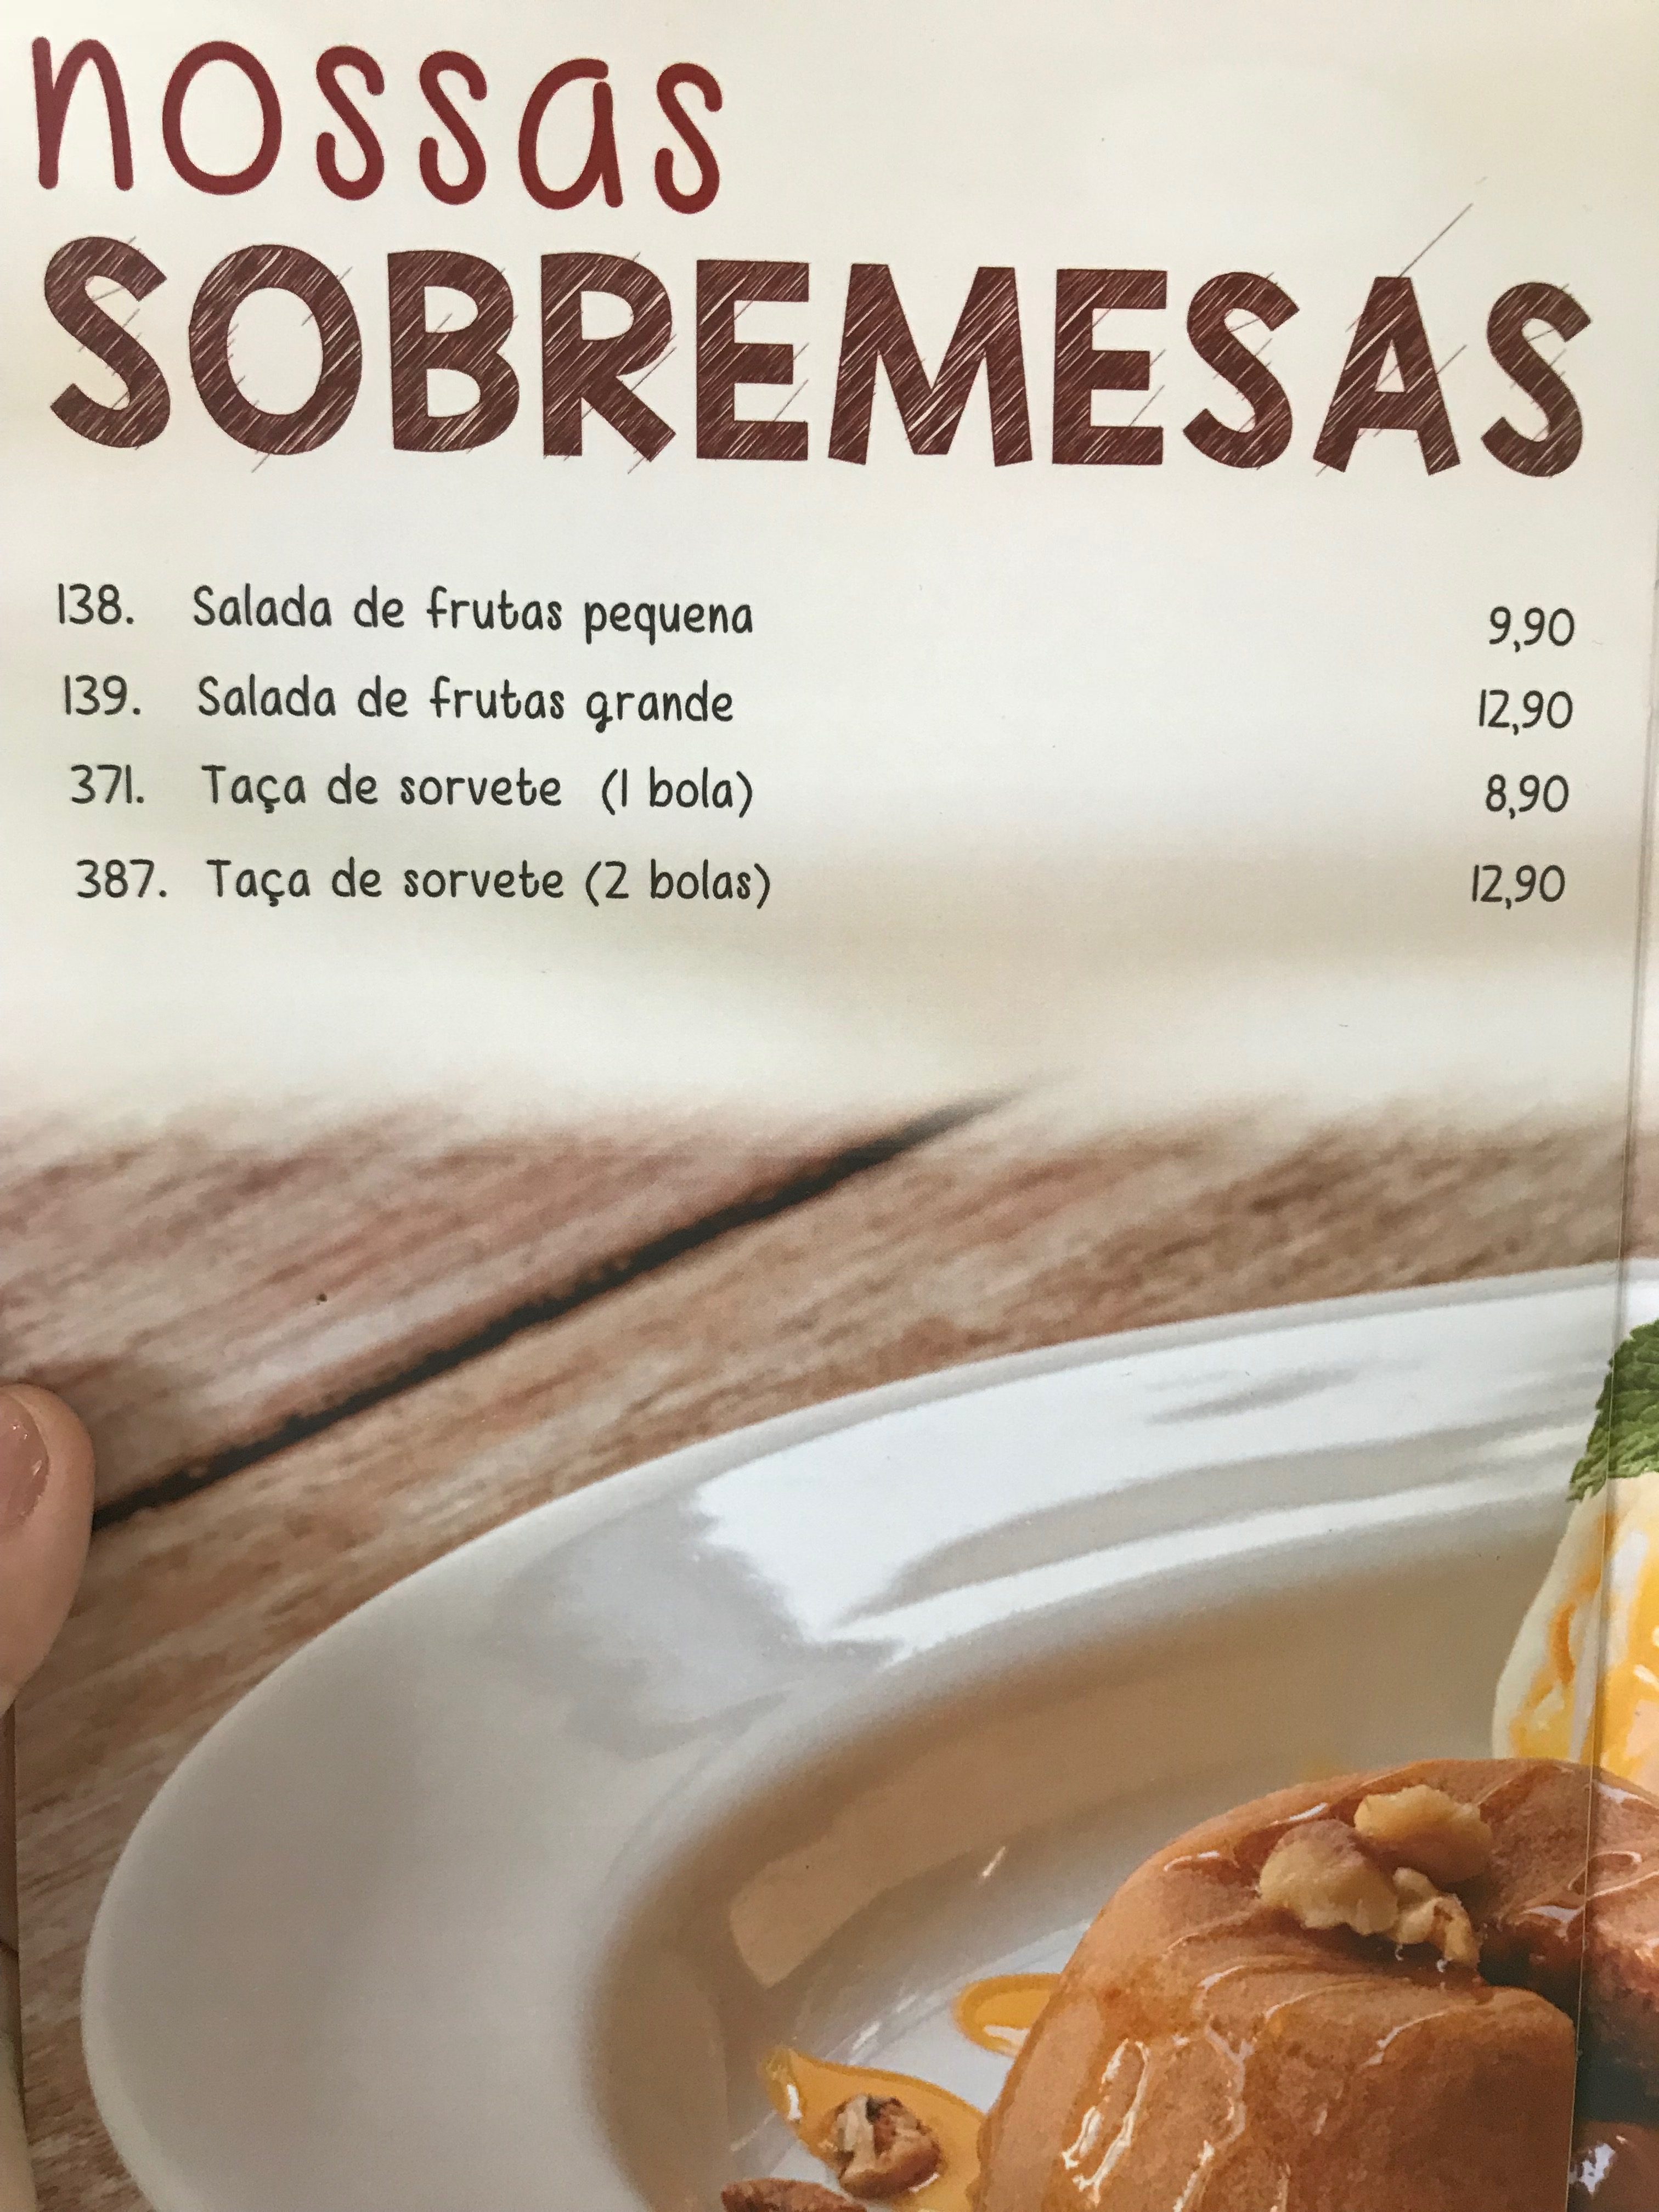 nossas
SOBREMESAS
138. Salada de frutas pequena 9,90
139. Salada de frutas grande 12,90
371. Taça de sorvete (1 bola) 8,90
387. Taça de sorvete (2 bolas) 12,90